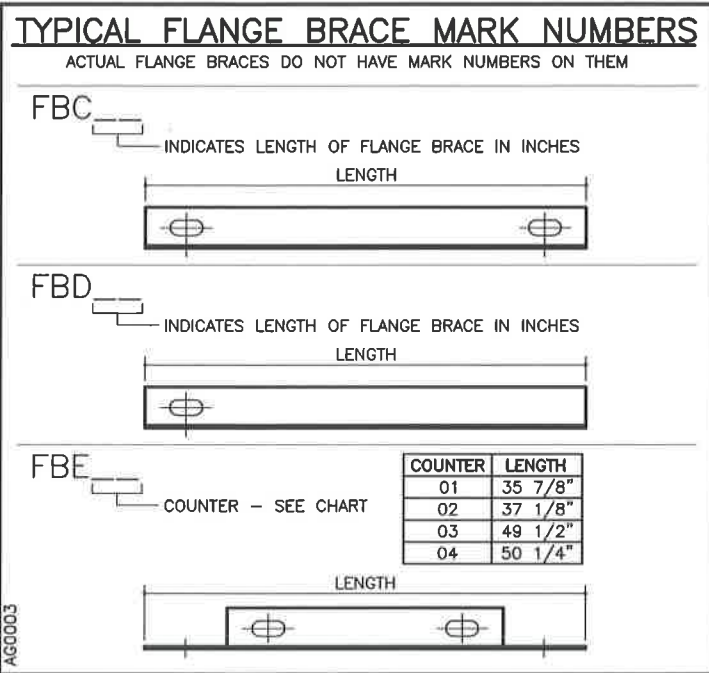 TYPICAL FLANGE BRACE MARK NUMBERS
ACTUAL FLANGE BRACES DO NOT HAVE MARK NUMBERS ON THEM
FBC__ __
INDICATES LENGTH OF FLANGE BRACE IN INCHES
LENGTH
FBD__ __
INDICATES LENGTH OF FLANGE BRACE IN INCHES
LENGTH
FBE__ __
COUNTER – SEE CHART
COUNTER LENGTH
01 35 7/8"
02 37 1/8"
03 49 1/2"
04 50 1/4"
LENGTH
AG0003